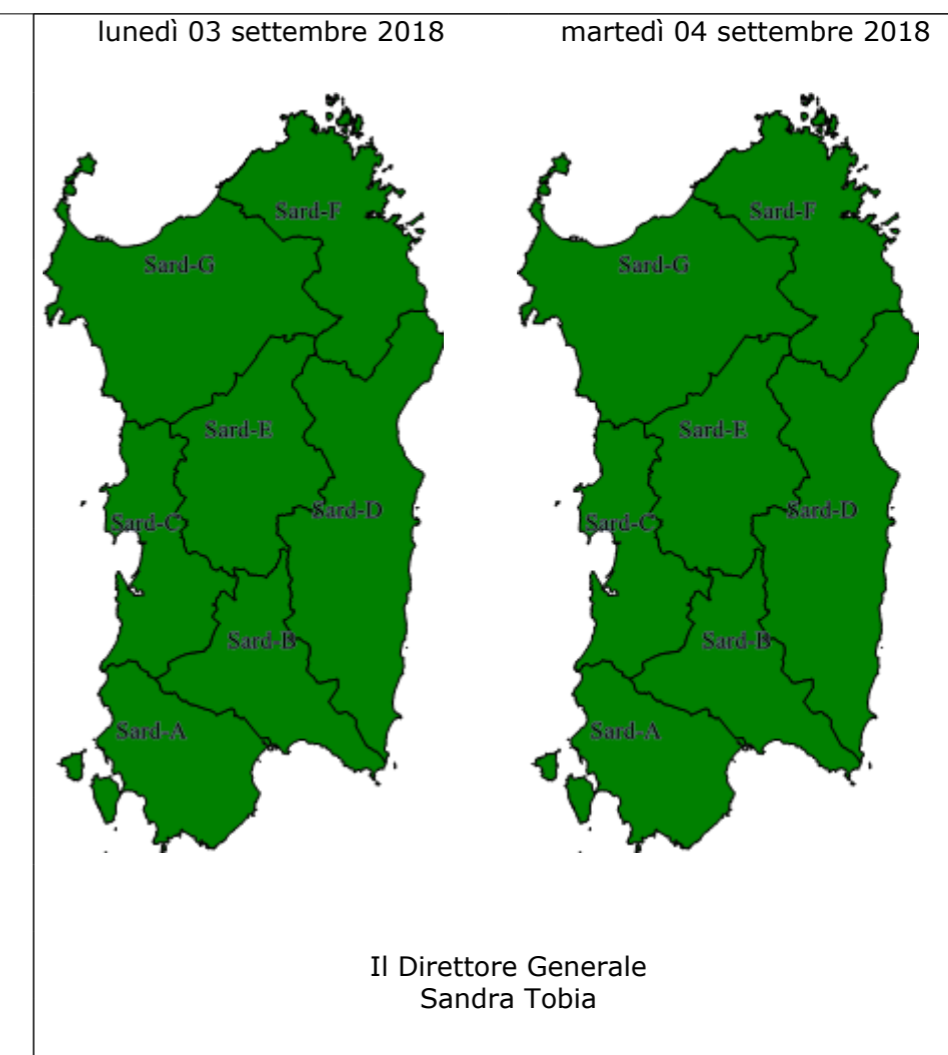 lunedì 03 settembre 2018
martedì 04 settembre 2018
Sard-F
Sard-G
Sard-E
Sard-D
Sard-C
Sard-B
Sard-A
Sard-F
Sard-G
Sard-E
Sard-D
Sard-C
Sard-B
Sard-A
Il Direttore Generale
Sandra Tobia